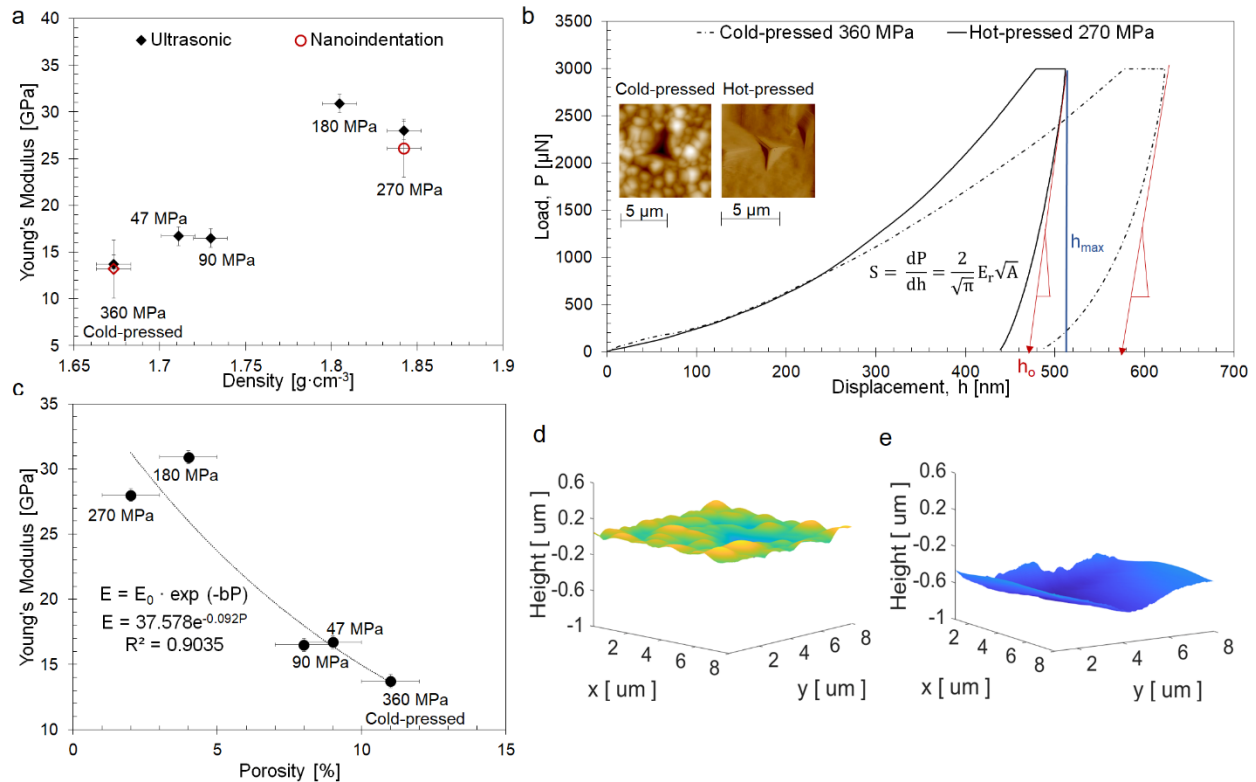 a
Young's Modulus [GPa]
40
35
30
25
20
15
10
5
Ultrasonic
Nanoindentation
180 MPa
270 MPa
47 MPa
90 MPa
360 MPa
Cold-pressed
1.65 1.7 1.75 1.8 1.85 1.9
Density [g·cm-3]
b
Load, P [µN]
3500
3000
2500
2000
1500
1000
500
0
Cold-pressed 360 MPa
Hot-pressed 270 MPa
Cold-pressed
Hot-pressed
5 µm
5 µm
S = dP/dh = 2/√π Er√A
hmax
ho
0 100 200 300 400 500 600 700
Displacement, h [nm]
c
Young's Modulus [GPa]
35
30
25
20
15
10
180 MPa
270 MPa
E = E0 · exp (-bP)
E = 37.578e-0.092P
R² = 0.9035
47 MPa
90 MPa
360 MPa
Cold-pressed
0 5 10 15
Porosity [%]
d
Height [ um ]
0.6
0.2
-0.2
-0.6
-1
2 4 6 8
x [ um ]
2 4 6 8
y [ um ]
e
Height [ um ]
0.6
0.2
-0.2
-0.6
-1
2 4 6 8
x [ um ]
2 4 6 8
y [ um ]